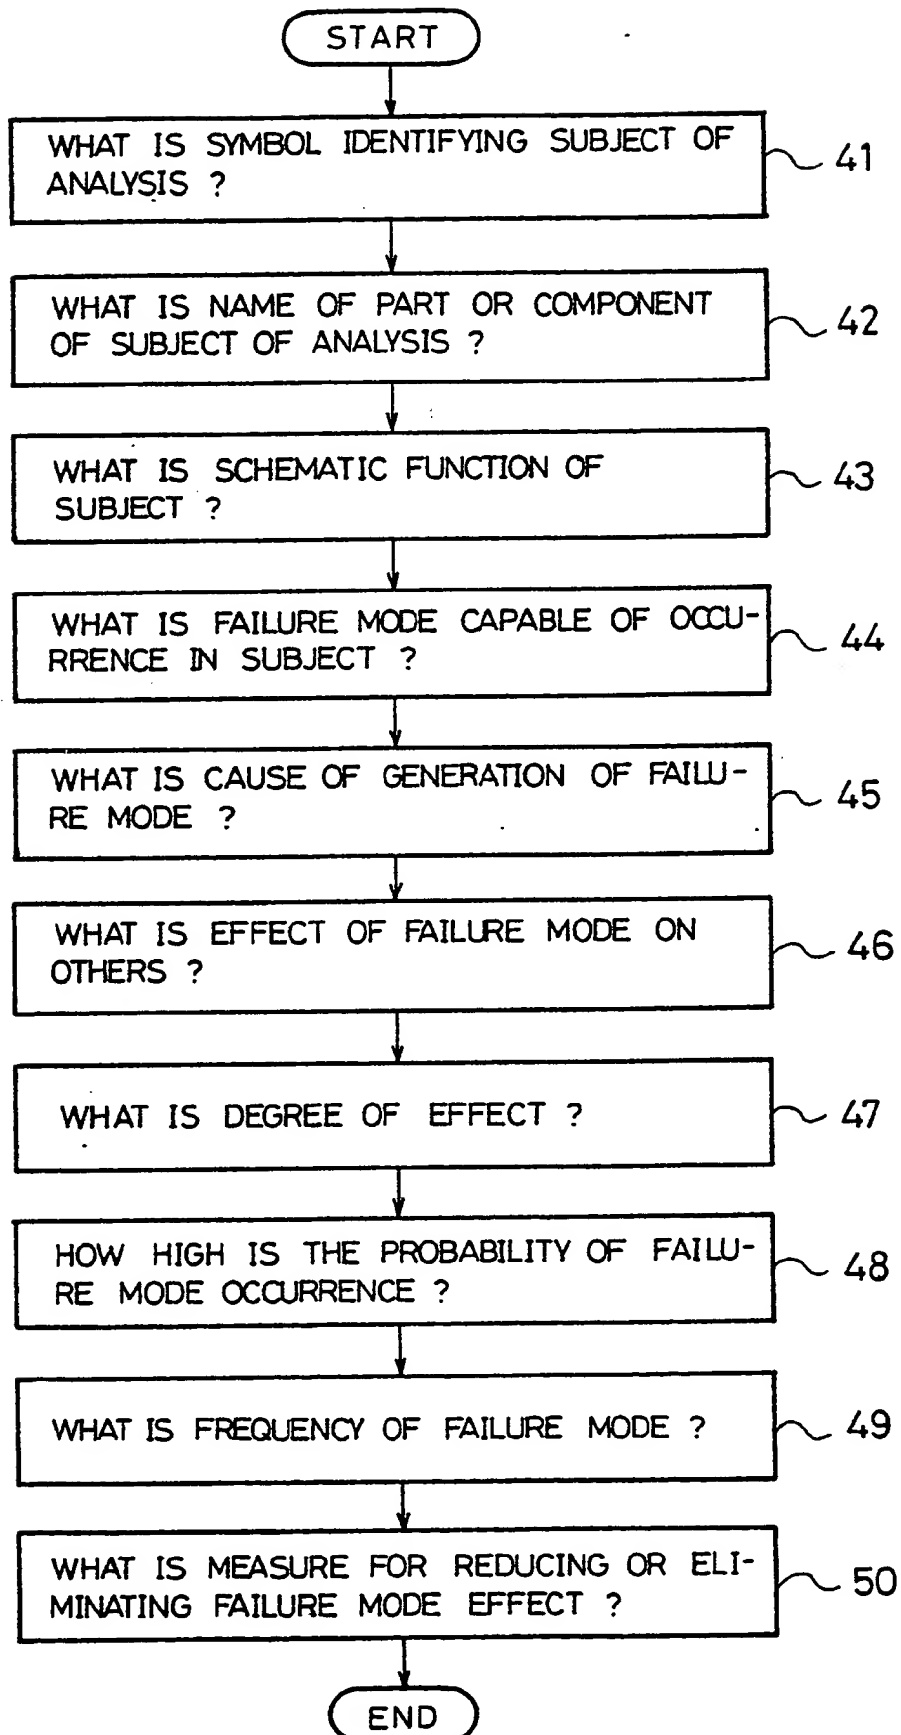 START
WHAT IS SYMBOL IDENTIFYING SUBJECT OF
ANALYSIS ?
41
WHAT IS NAME OF PART OR COMPONENT
OF SUBJECT OF ANALYSIS ?
42
WHAT IS SCHEMATIC FUNCTION OF
SUBJECT ?
43
WHAT IS FAILURE MODE CAPABLE OF OCCU-
RRENCE IN SUBJECT ?
44
WHAT IS CAUSE OF GENERATION OF FAILU-
RE MODE ?
45
WHAT IS EFFECT OF FAILURE MODE ON
OTHERS ?
46
WHAT IS DEGREE OF EFFECT ?
47
HOW HIGH IS THE PROBABILITY OF FAILU-
RE MODE OCCURRENCE ?
48
WHAT IS FREQUENCY OF FAILURE MODE ?
49
WHAT IS MEASURE FOR REDUCING OR ELI-
MINATING FAILURE MODE EFFECT ?
50
END